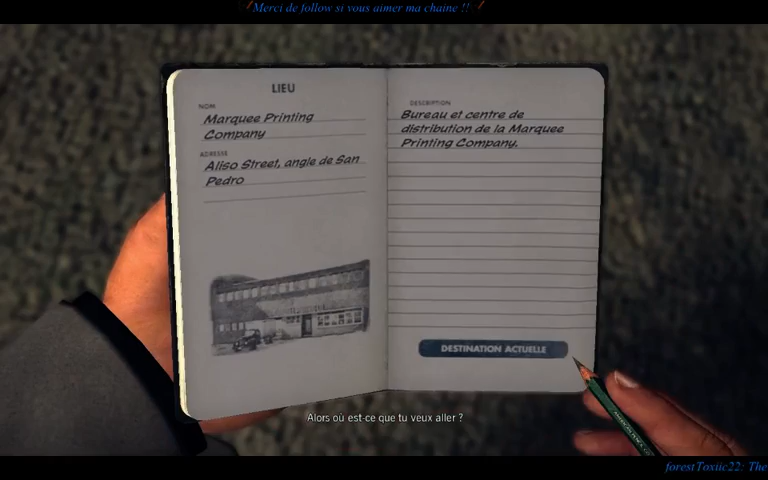 Merci de follow si vous aimer ma chaine !!
LIEU
NOM
Marquee Printing
Company
ADRESSE
Aliso Street, angle de San
Pedro
DESCRIPTION
Bureau et centre de
distribution de la Marquee
Printing Company.
DESTINATION ACTUELLE
Alors où est-ce que tu veux aller ?
forestToxiic22: The